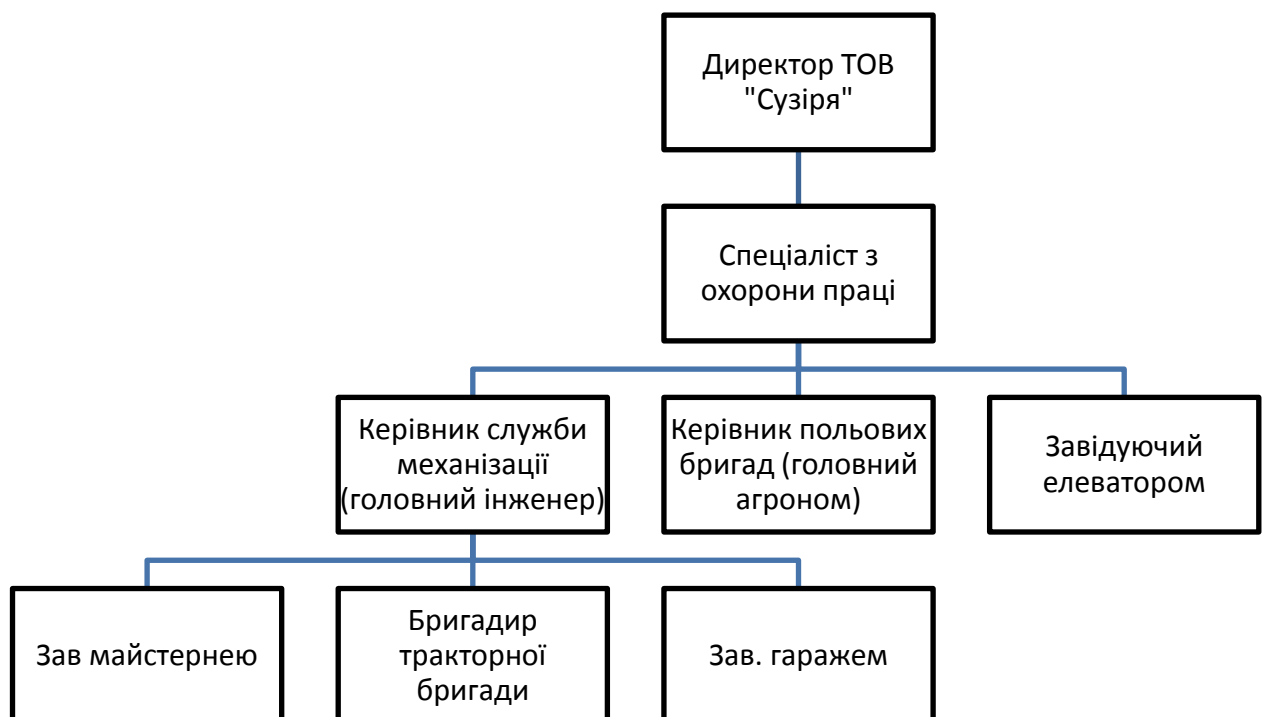 Директор ТОВ
"Сузіря"
Спеціаліст з
охорони праці
Керівник служби
механізації
(головний інженер)
Керівник польових
бригад (головний
агроном)
Завідуючий
елеватором
Зав майстернею
Бригадир
тракторної
бригади
Зав. гаражем